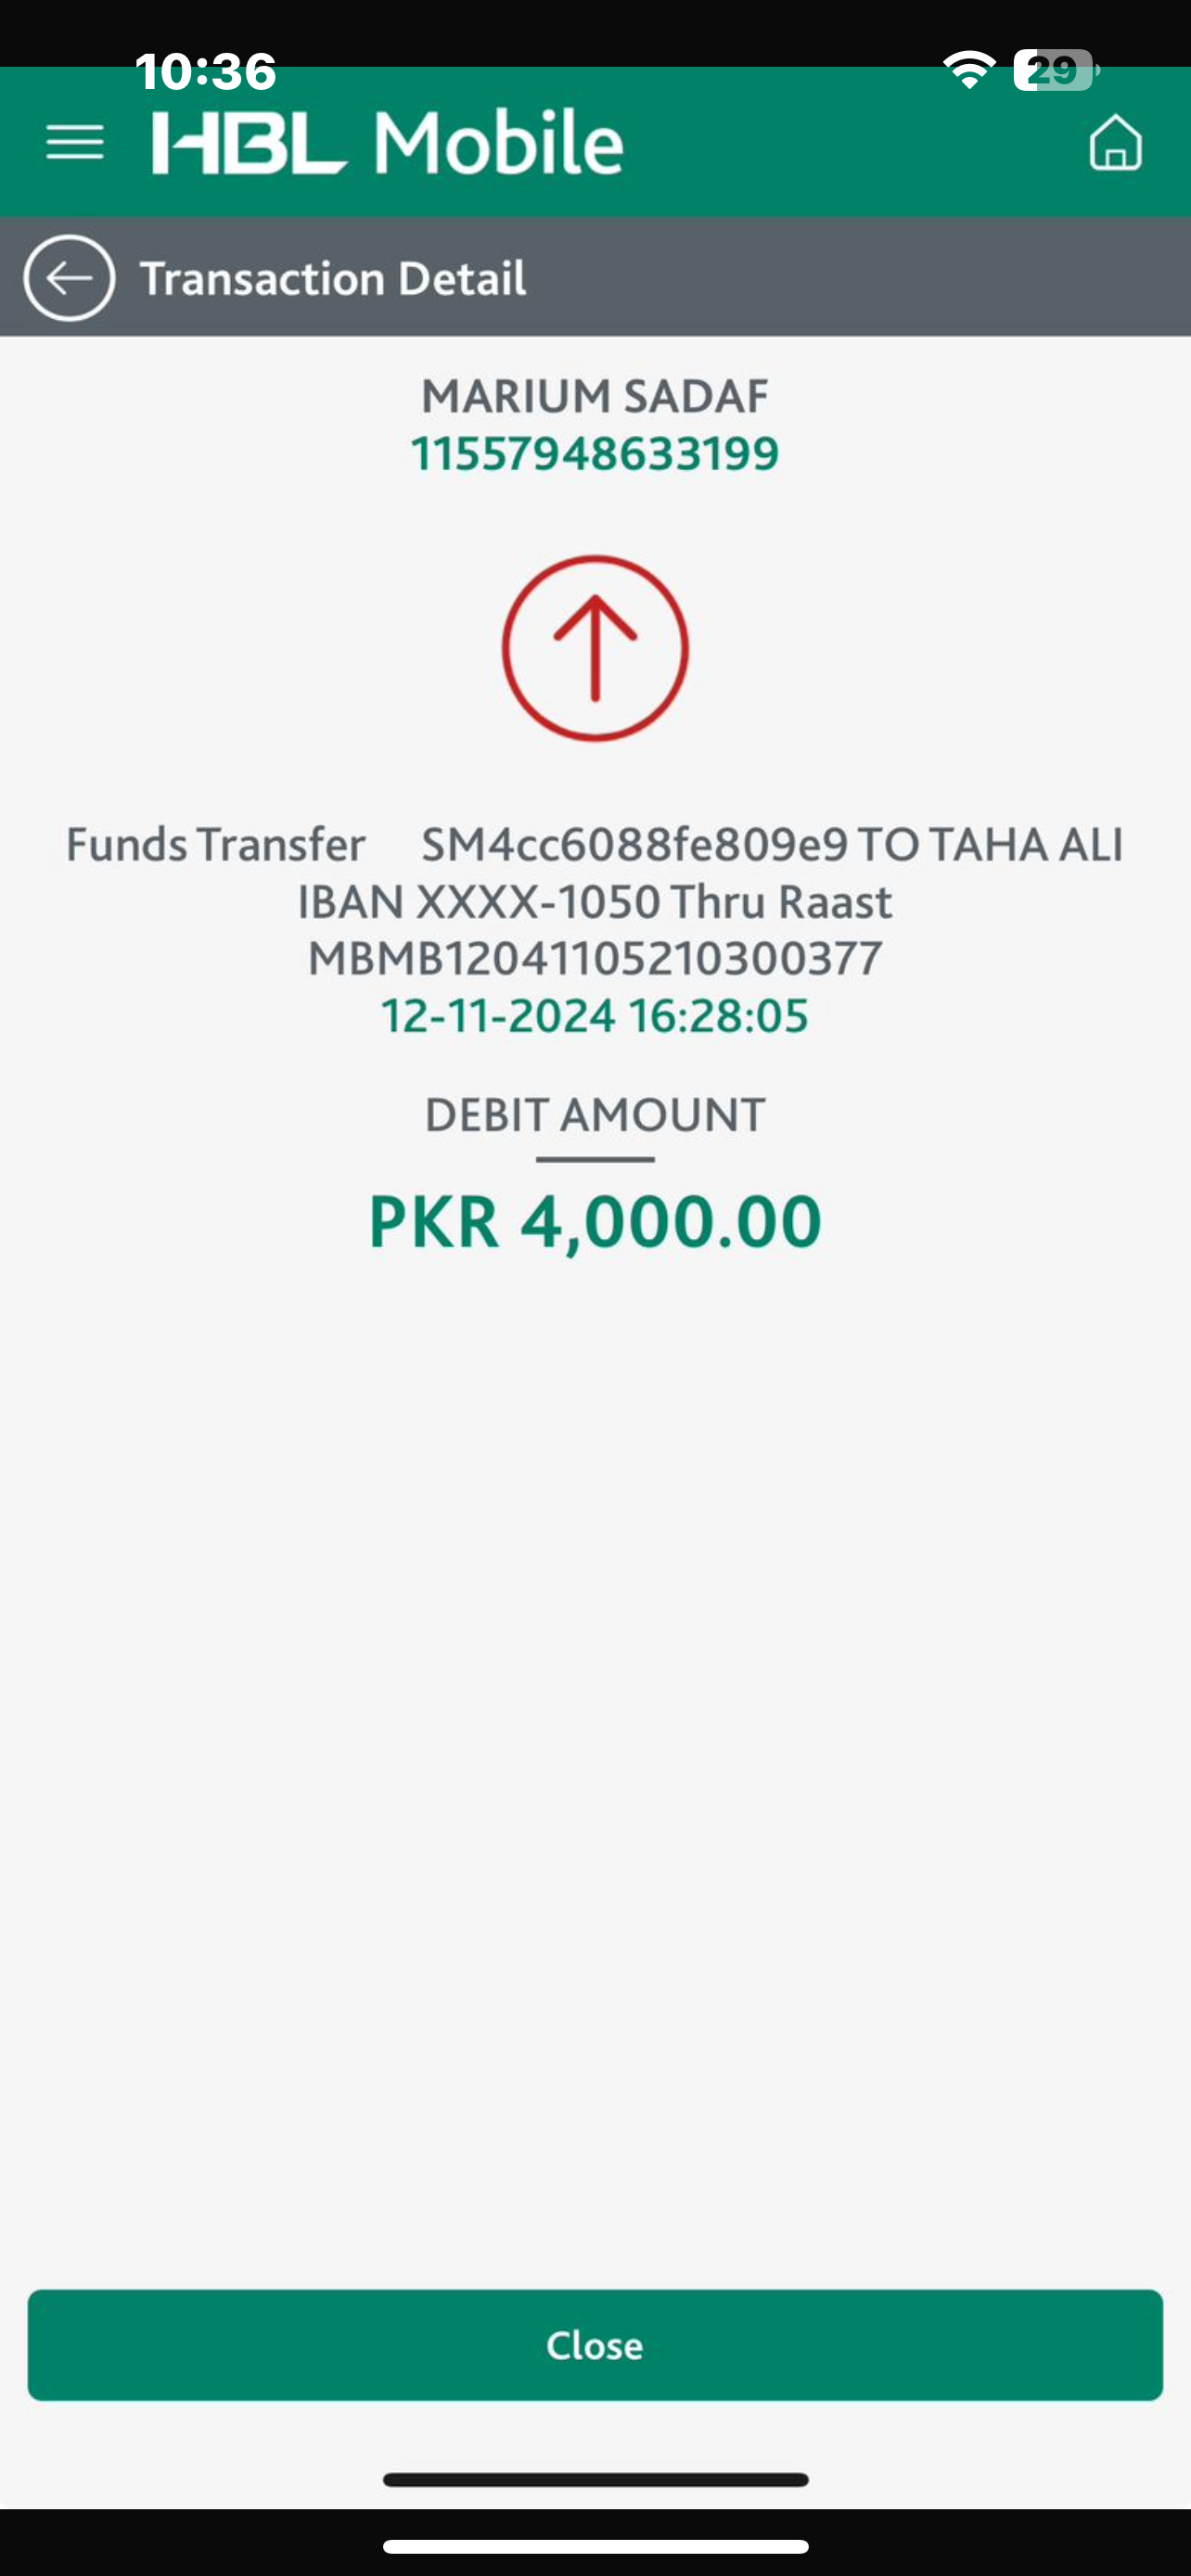 10:36
29
HBL Mobile
Transaction Detail
MARIUM SADAF
11557948633199
Funds Transfer SM4cc6088fe809e9 TO TAHA ALI
IBAN XXXX-1050 Thru Raast
MBMB12041105210300377
12-11-2024 16:28:05
DEBIT AMOUNT
PKR 4,000.00
Close